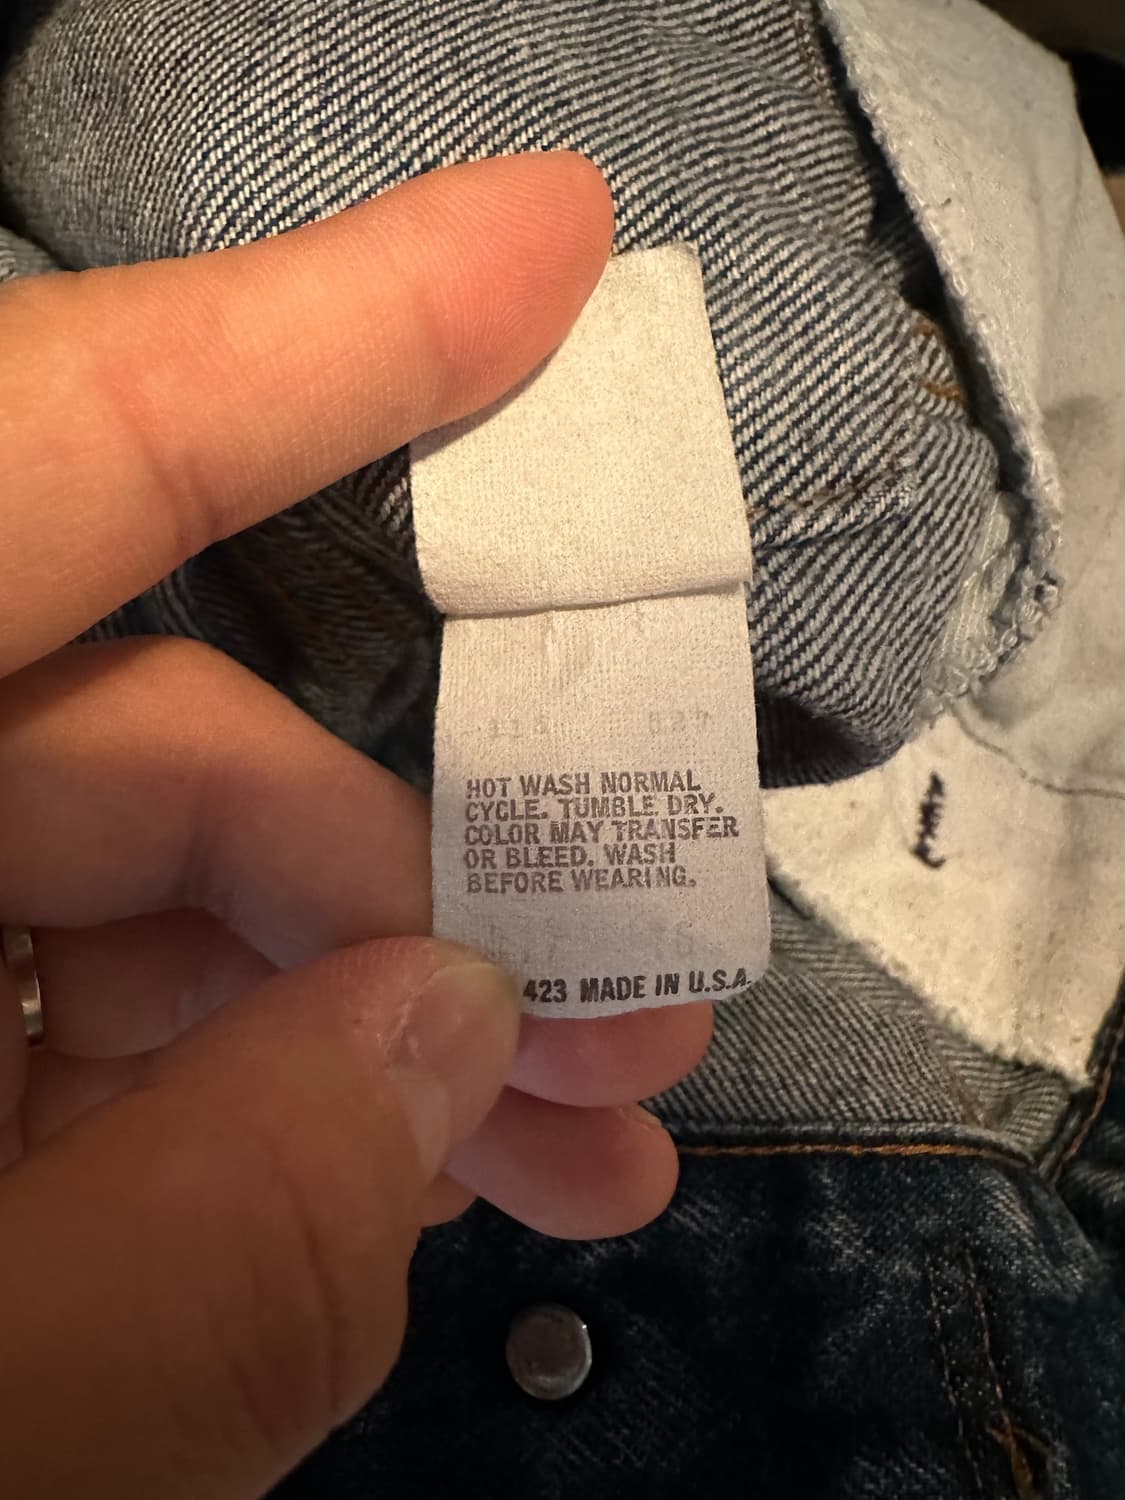 HOT WASH NORMAL
CYCLE. TUMBLE DRY.
COLOR MAY TRANSFER
OR BLEED. WASH
BEFORE WEARING.
423 MADE IN U.S.A.